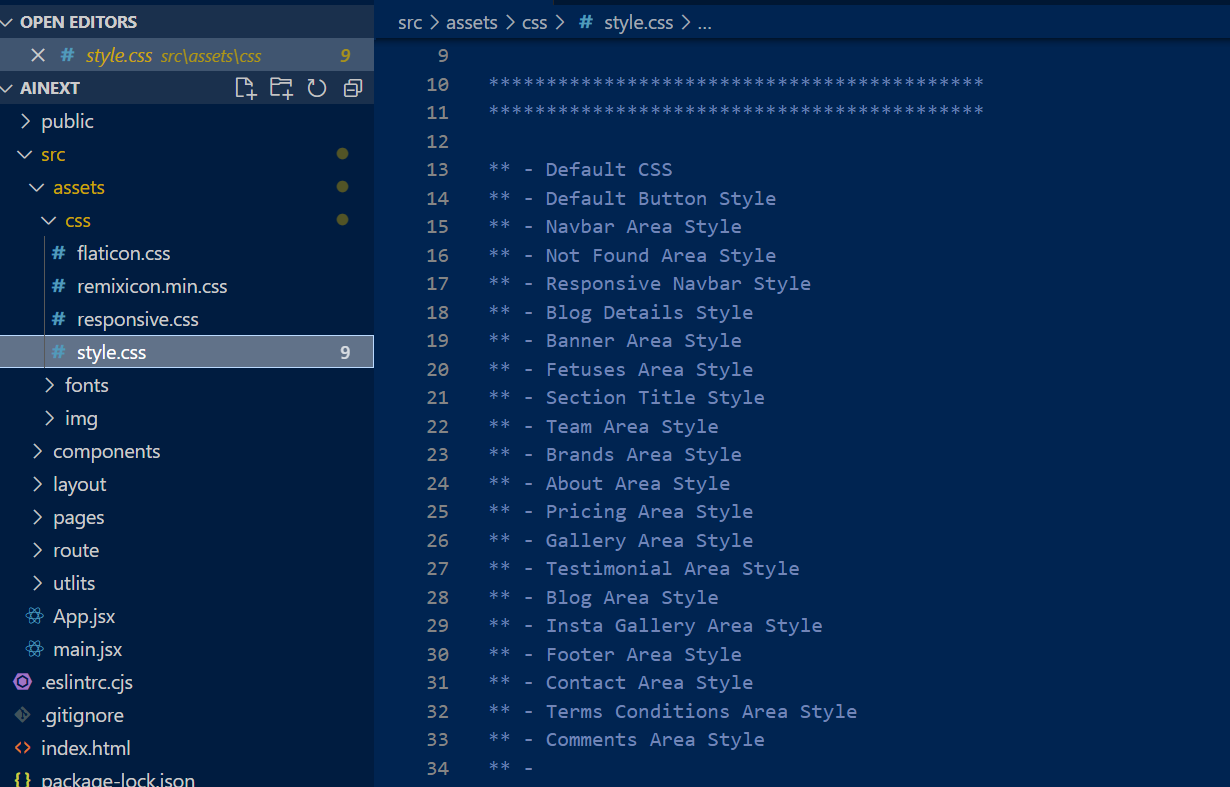 OPEN EDITORS
style.css src\assets\css 9
AINEXT
public
src
assets
css
flaticon.css
remixicon.min.css
responsive.css
style.css 9
fonts
img
components
layout
pages
route
utlits
App.jsx
main.jsx
.eslintrc.cjs
.gitignore
index.html
package-lock.json
src > assets > css > # style.css > ...
9
10 *******************************************
11 *******************************************
12
13 ** - Default CSS
14 ** - Default Button Style
15 ** - Navbar Area Style
16 ** - Not Found Area Style
17 ** - Responsive Navbar Style
18 ** - Blog Details Style
19 ** - Banner Area Style
20 ** - Fetuses Area Style
21 ** - Section Title Style
22 ** - Team Area Style
23 ** - Brands Area Style
24 ** - About Area Style
25 ** - Pricing Area Style
26 ** - Gallery Area Style
27 ** - Testimonial Area Style
28 ** - Blog Area Style
29 ** - Insta Gallery Area Style
30 ** - Footer Area Style
31 ** - Contact Area Style
32 ** - Terms Conditions Area Style
33 ** - Comments Area Style
34 ** -